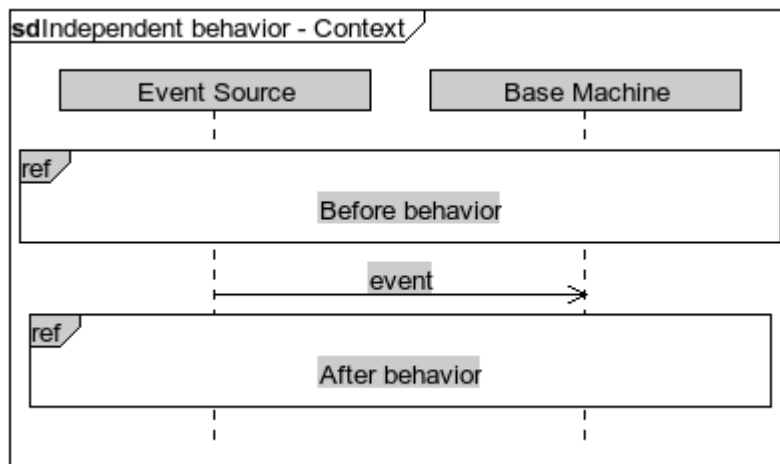 sdIndependent behavior - Context
Event Source
Base Machine
ref
Before behavior
event
ref
After behavior